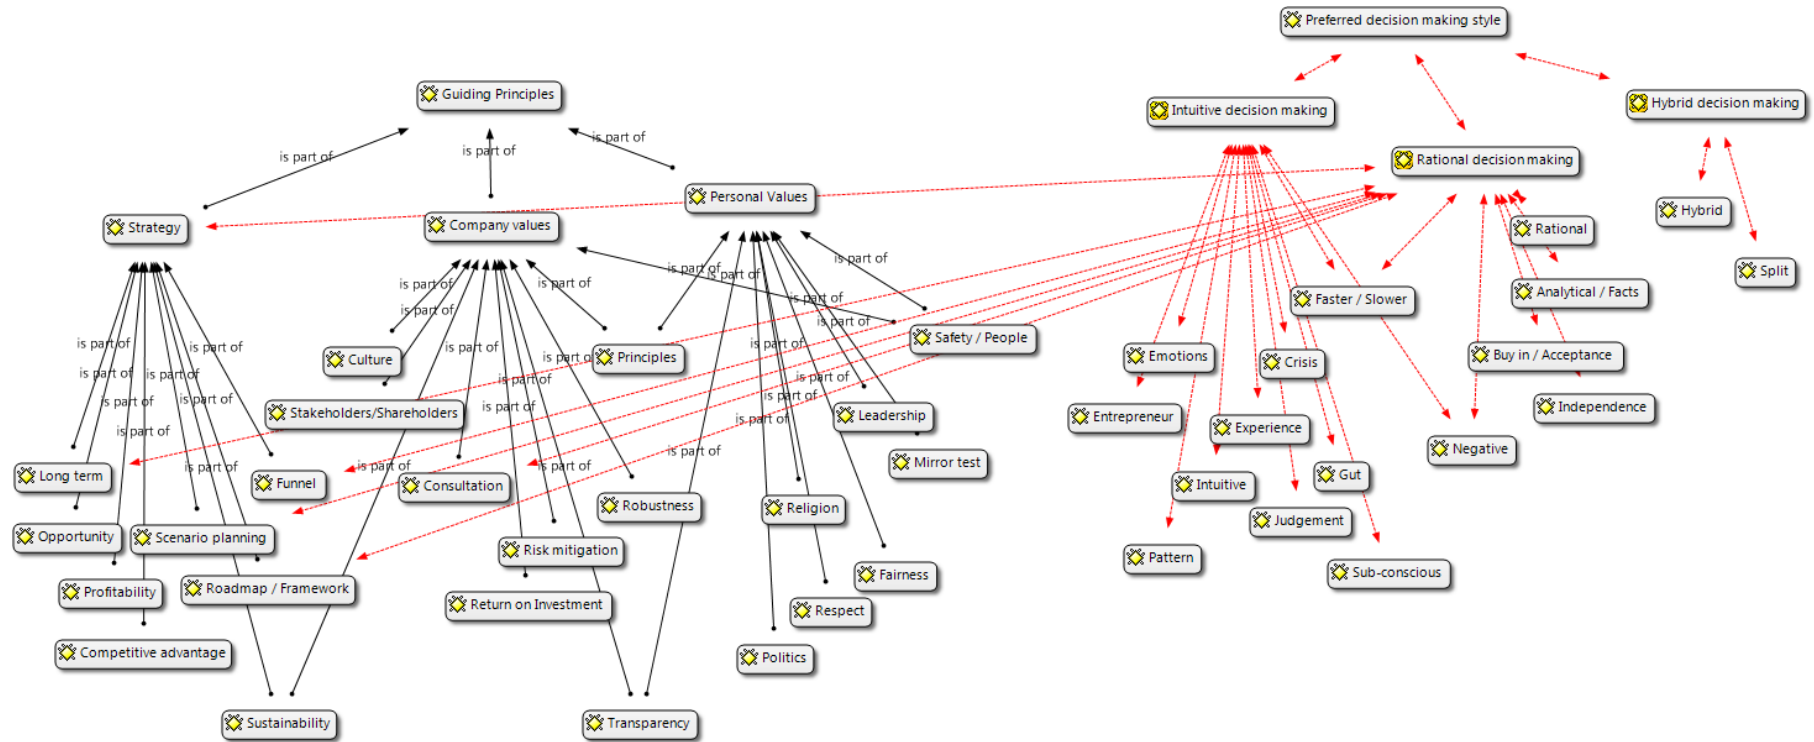 Preferred decision making style
Guiding Principles
Intuitive decision making
Hybrid decision making
is part of
is part of
is part of
Rational decision making
Strategy
Company values
Personal Values
Hybrid
Rational
Split
is part of
is part of
is part of
is part of
is part of
Faster / Slower
Analytical / Facts
is part of
is part of
is part of
Safety / People
is part of
is part of
is part of
is part of
Culture
Principles
Emotions
Crisis
Buy in / Acceptance
is part of
is part of
is part of
is part of
is part of
is part of
is part of
Stakeholders/Shareholders
Leadership
Entrepreneur
Independence
is part of
is part of
is part of
Experience
is part of
is part of
is part of
is part of
Negative
Long term
Funnel
Consultation
Mirror test
Intuitive
Gut
Robustness
Religion
Judgement
Opportunity
Scenario planning
Risk mitigation
Pattern
Sub-conscious
Fairness
Profitability
Roadmap / Framework
Return on Investment
Respect
Competitive advantage
Politics
Sustainability
Transparency